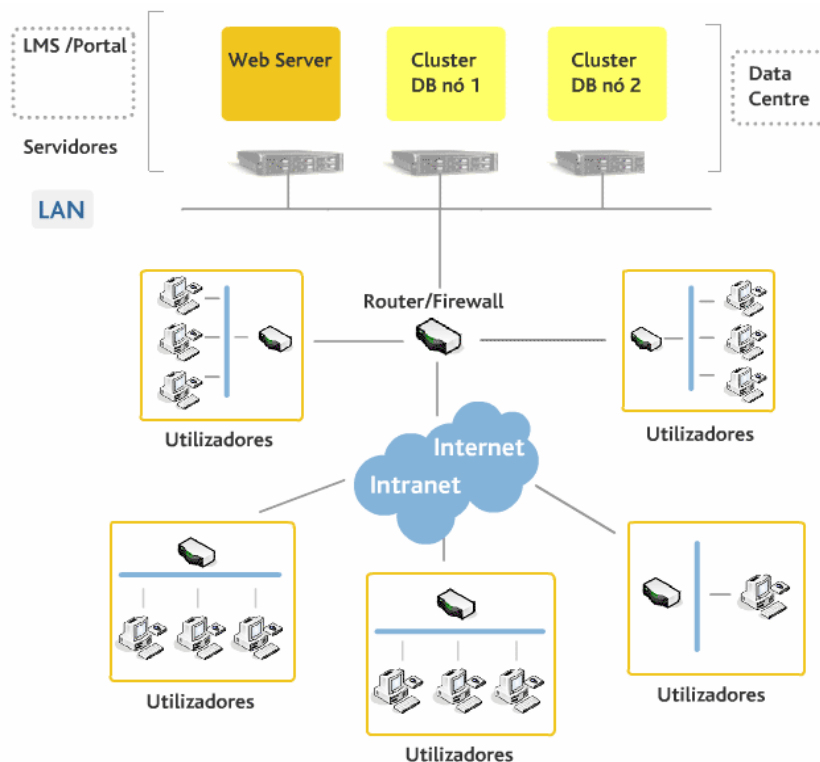 LMS /Portal
Web Server
Cluster
DB nó 1
Cluster
DB nó 2
Data
Centre
Servidores
LAN
Router/Firewall
Utilizadores
Utilizadores
Internet
Intranet
Utilizadores
Utilizadores
Utilizadores